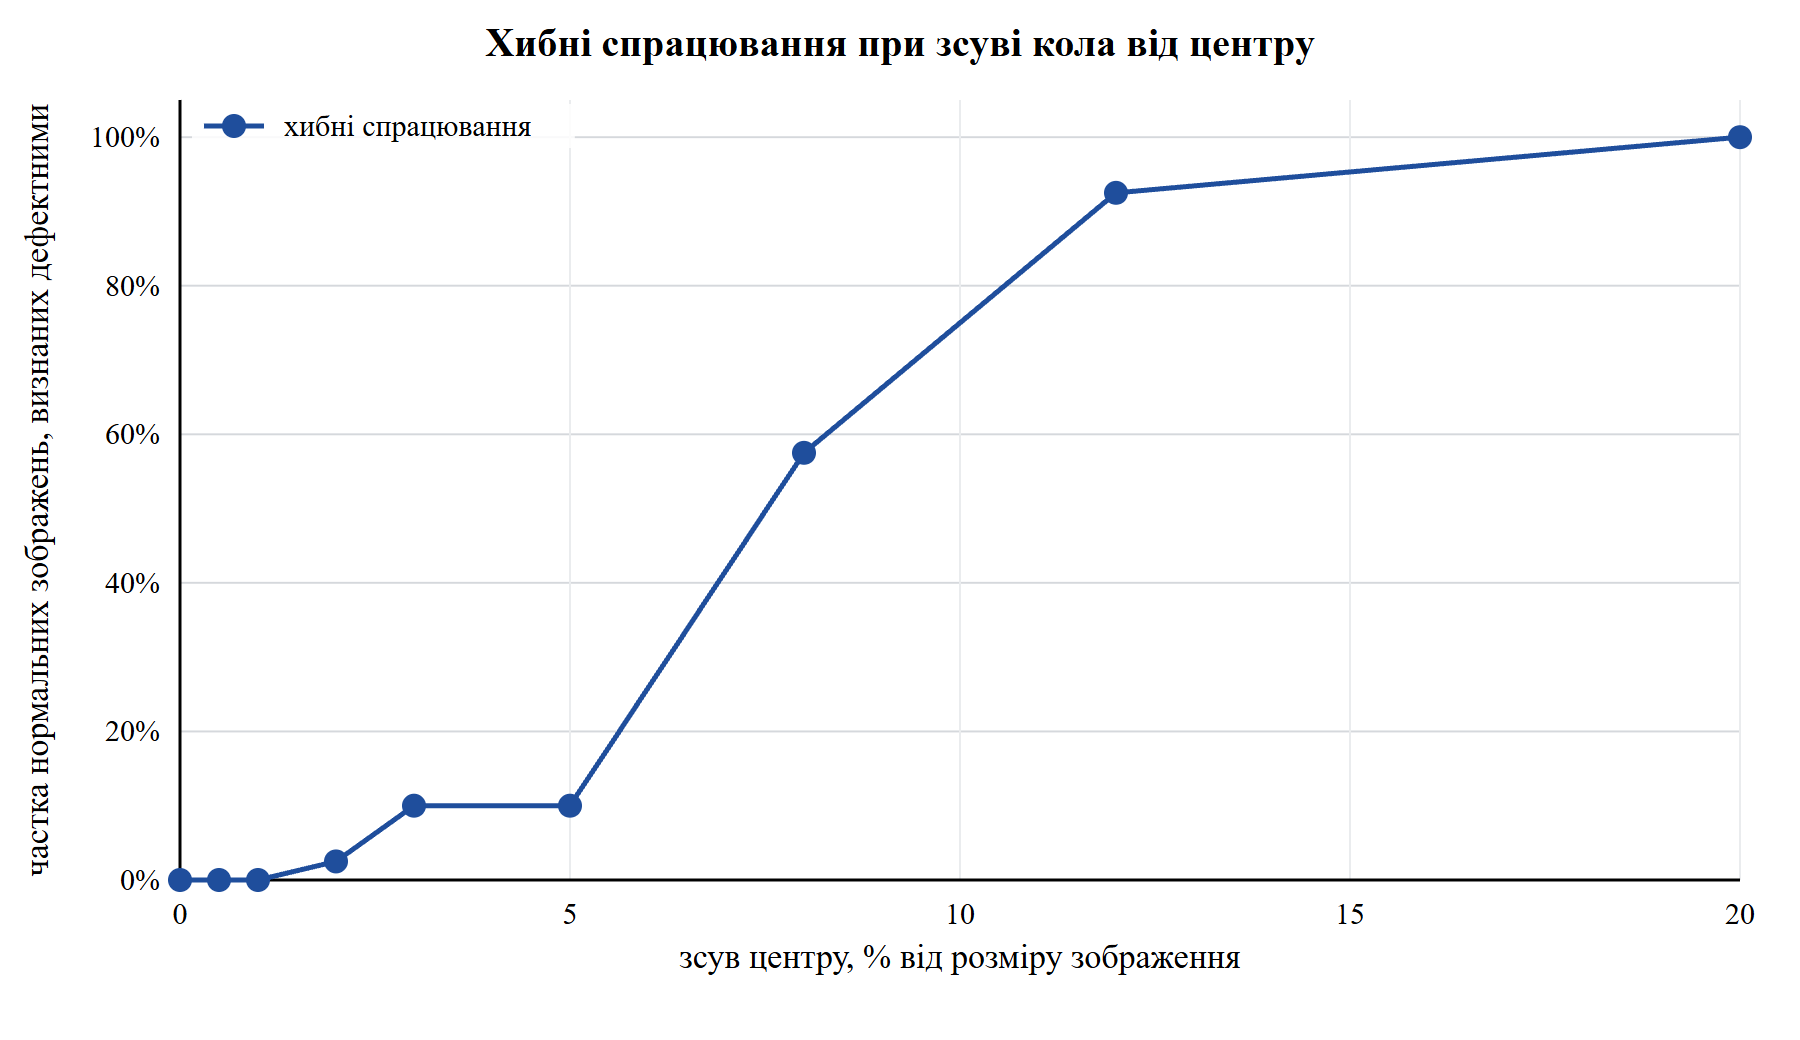 Хибні спрацювання при зсуві кола від центру
хибні спрацювання
частка нормальних зображень, визнаних дефектними
100%
80%
60%
40%
20%
0%
0
5
10
15
20
зсув центру, % від розміру зображення